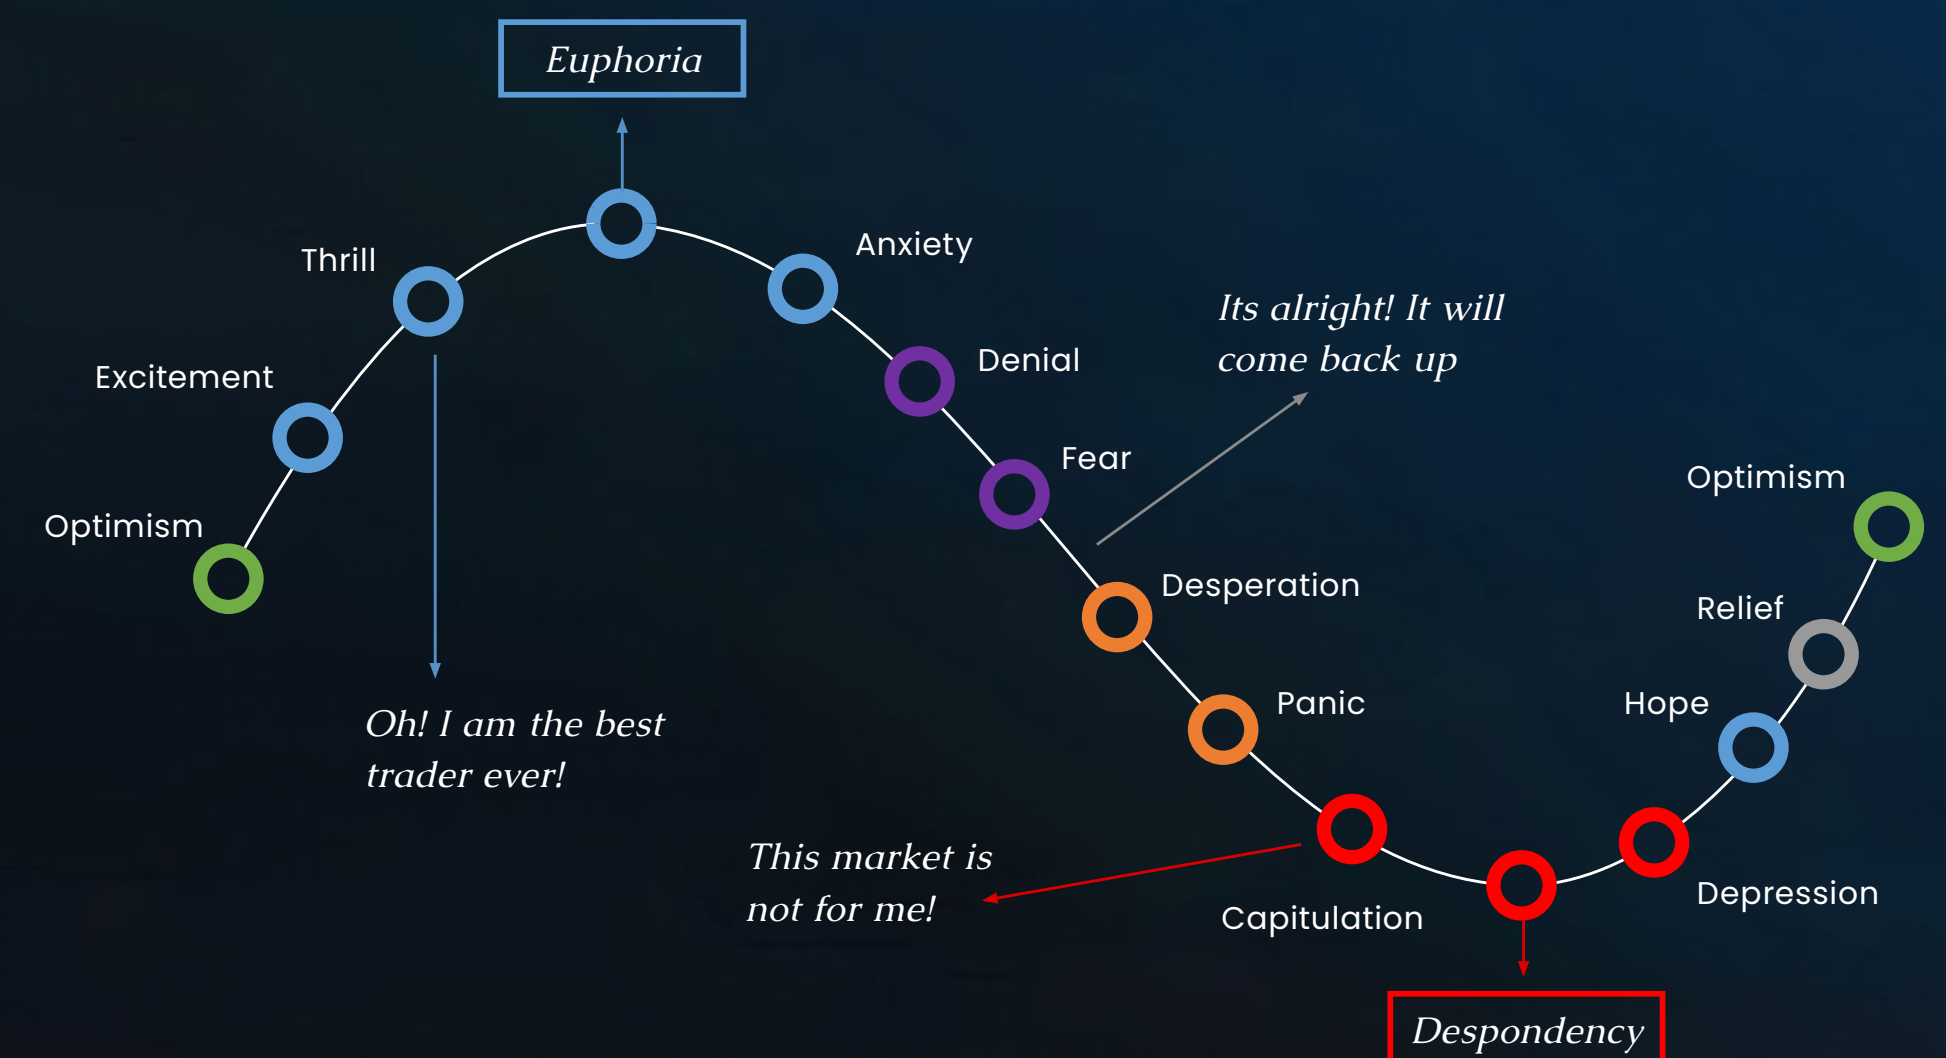 Euphoria
Thrill
Anxiety
Its alright! It will
come back up
Denial
Excitement
Fear
Optimism
Optimism
Desperation
Relief
Panic
Hope
Oh! I am the best
trader ever!
This market is
not for me!
Capitulation
Depression
Despondency